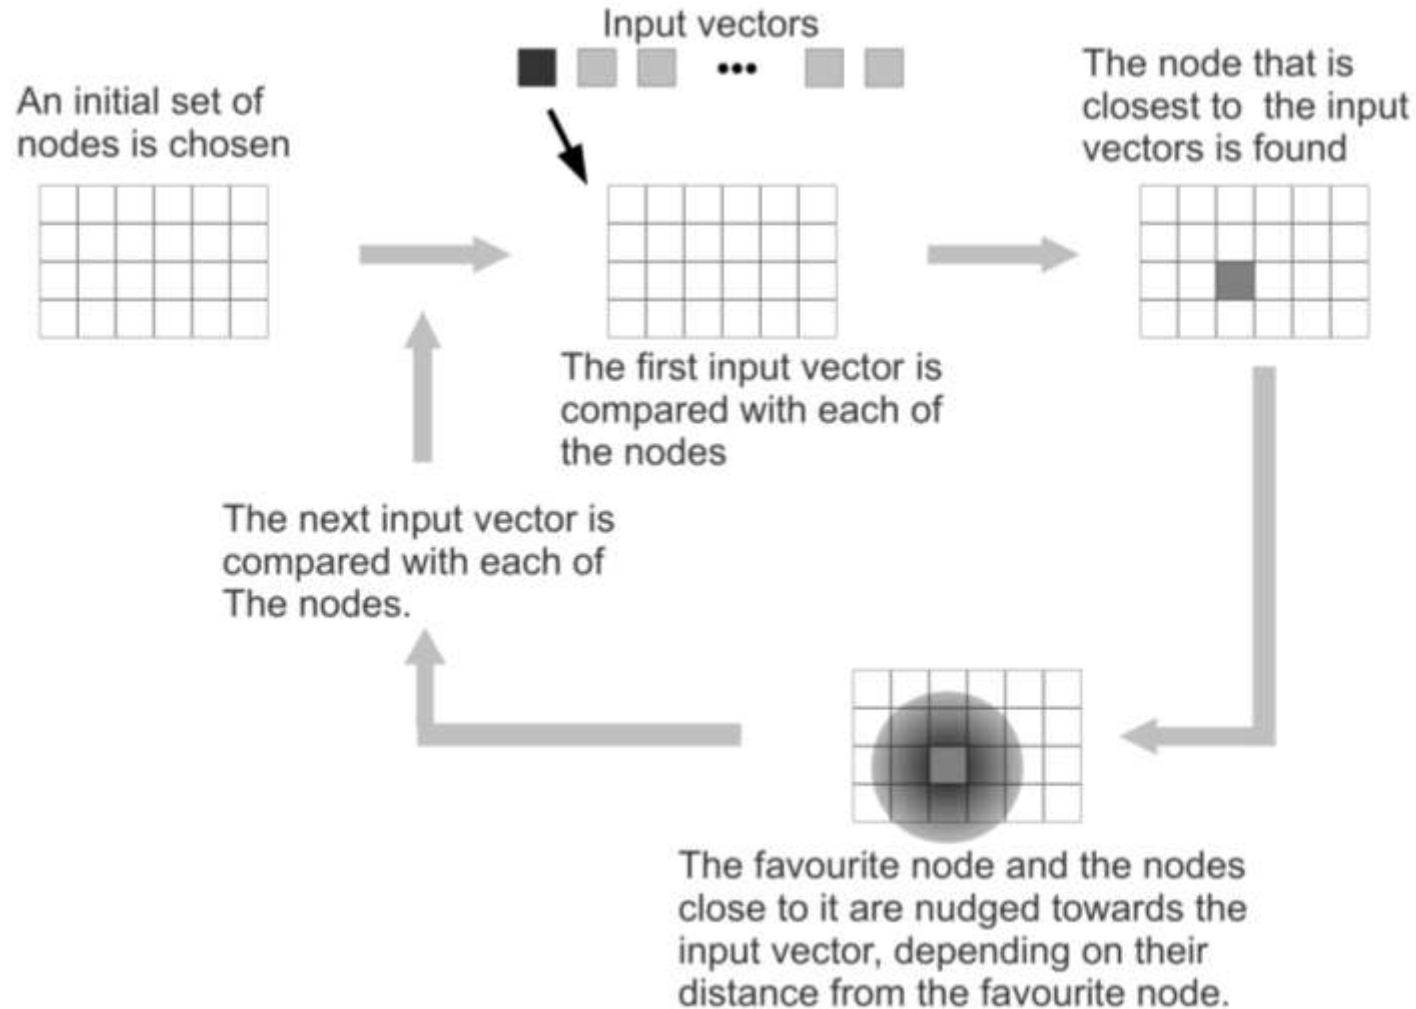 Input vectors
An initial set of
nodes is chosen
The node that is
closest to the input
vectors is found
The first input vector is
compared with each of
the nodes
The next input vector is
compared with each of
The nodes.
The favourite node and the nodes
close to it are nudged towards the
input vector, depending on their
distance from the favourite node.